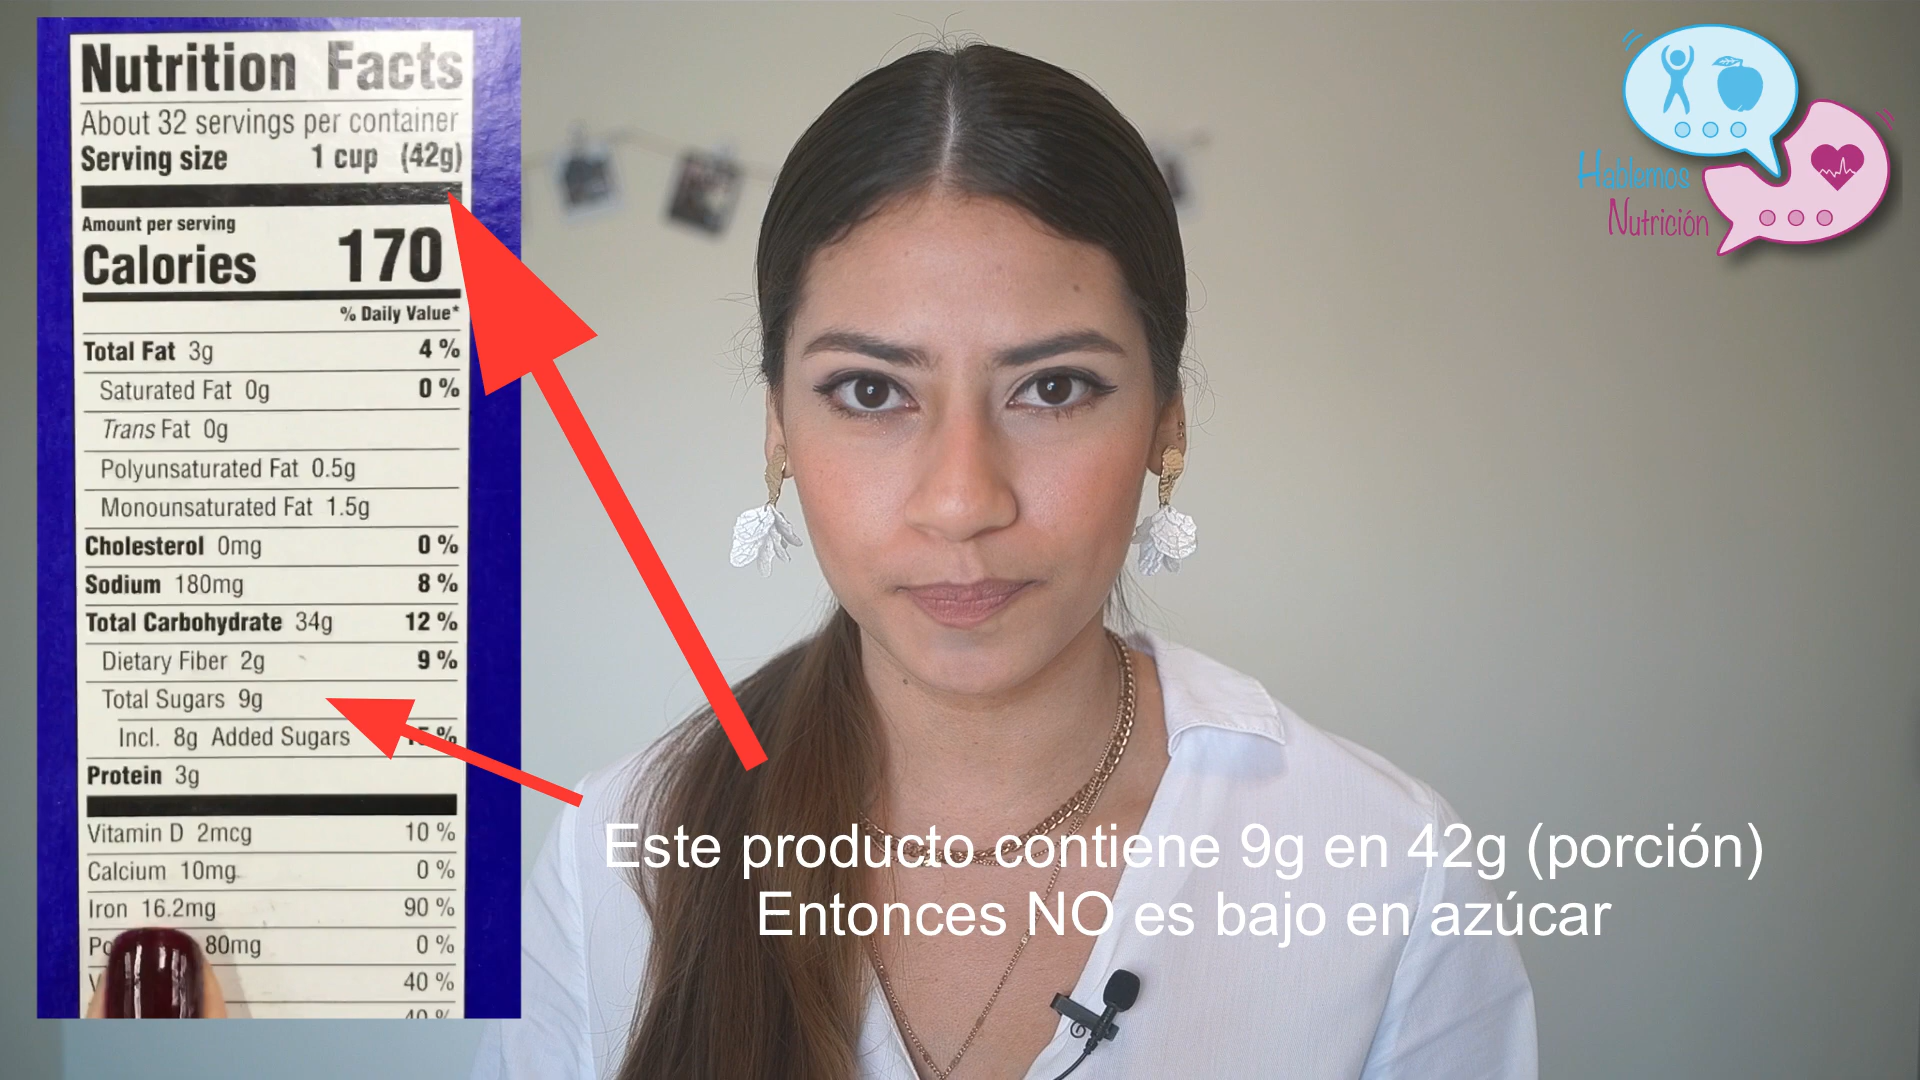 Nutrition Facts
About 32 servings per container
Serving size 1 cup (42g)
Amount per serving
Calories 170
% Daily Value*
Total Fat 3g 4 %
Saturated Fat 0g 0 %
Trans Fat 0g
Polyunsaturated Fat 0.5g
Monounsaturated Fat 1.5g
Cholesterol 0mg 0 %
Sodium 180mg 8 %
Total Carbohydrate 34g 12 %
Dietary Fiber 2g 9 %
Total Sugars 9g
Incl. 8g Added Sugars %
Protein 3g
Vitamin D 2mcg 10 %
Calcium 10mg 0 %
Iron 16.2mg 90 %
80mg 0 %
40 %
Hablemos
Nutrición
Este producto contiene 9g en 42g (porción)
Entonces NO es bajo en azúcar